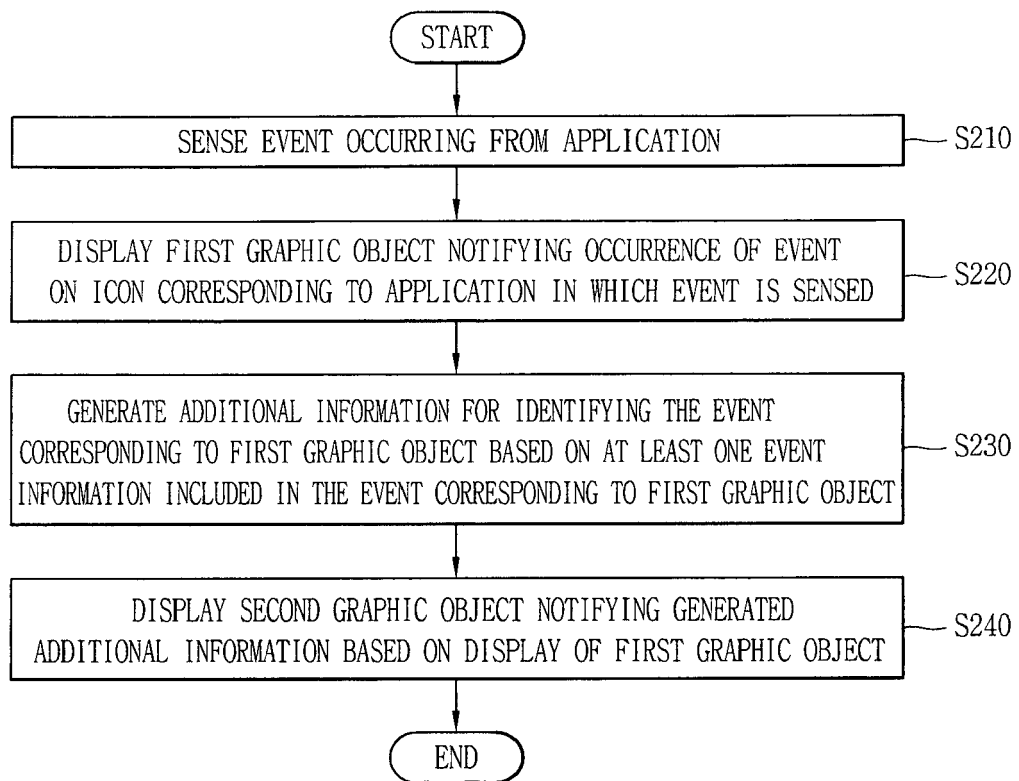 START
SENSE EVENT OCCURRING FROM APPLICATION
S210
DISPLAY FIRST GRAPHIC OBJECT NOTIFYING OCCURRENCE OF EVENT
ON ICON CORRESPONDING TO APPLICATION IN WHICH EVENT IS SENSED
S220
GENERATE ADDITIONAL INFORMATION FOR IDENTIFYING THE EVENT
CORRESPONDING TO FIRST GRAPHIC OBJECT BASED ON AT LEAST ONE EVENT
INFORMATION INCLUDED IN THE EVENT CORRESPONDING TO FIRST GRAPHIC OBJECT
S230
DISPLAY SECOND GRAPHIC OBJECT NOTIFYING GENERATED
ADDITIONAL INFORMATION BASED ON DISPLAY OF FIRST GRAPHIC OBJECT
S240
END